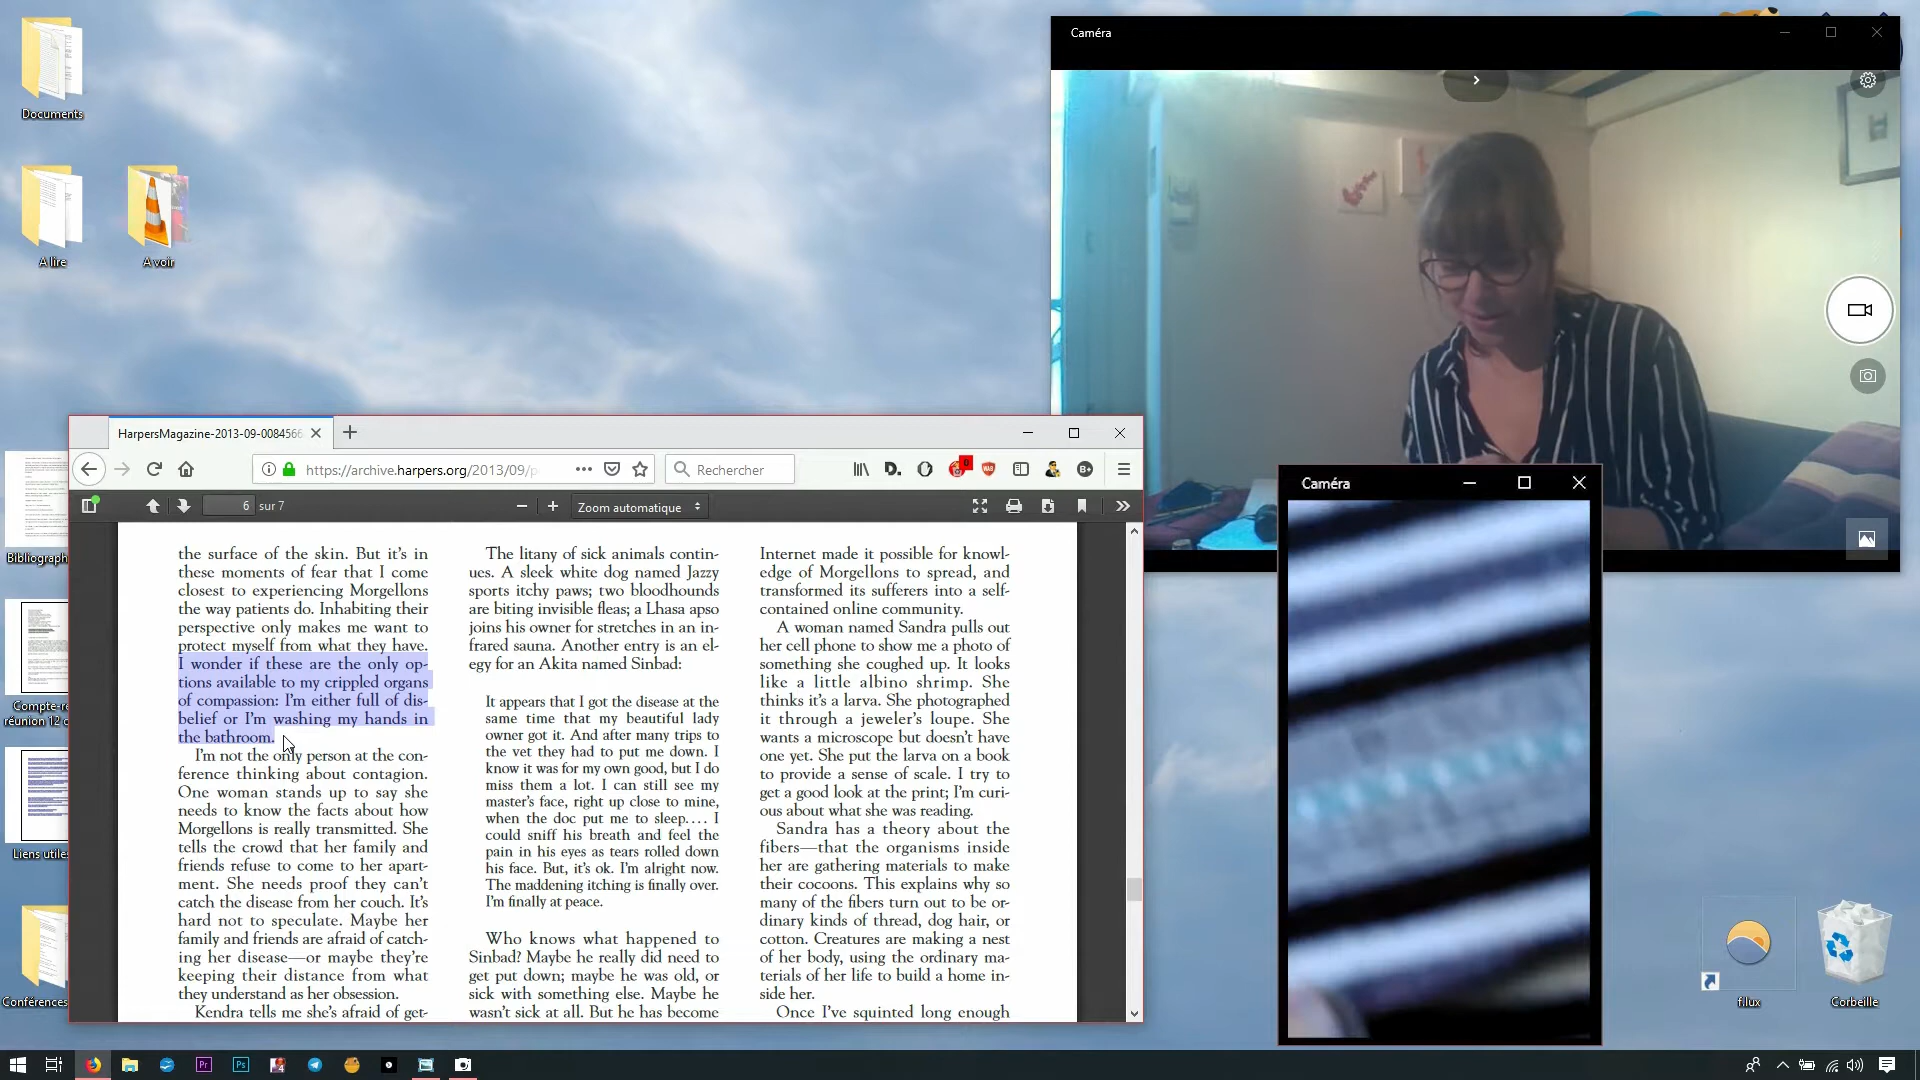 Documents
A lire
A voir
Bibliograph
Compte-re
réunion 12 c
Liens utiles
Conférences
Caméra
HarpersMagazine-2013-09-0084566
https://archive.harpers.org/2013/09/p
Rechercher
6 sur 7
Zoom automatique
the surface of the skin. But it's in
these moments of fear that I come
closest to experiencing Morgellons
the way patients do. Inhabiting their
perspective only makes me want to
protect myself from what they have.
I wonder if these are the only op-
tions available to my crippled organs
of compassion: I'm either full of dis-
belief or I'm washing my hands in
the bathroom.
I'm not the only person at the con-
ference thinking about contagion.
One woman stands up to say she
needs to know the facts about how
Morgellons is really transmitted. She
tells the crowd that her family and
friends refuse to come to her apart-
ment. She needs proof they can't
catch the disease from her couch. It's
hard not to speculate. Maybe her
family and friends are afraid of catch-
ing her disease—or maybe they're
keeping their distance from what
they understand as her obsession.
Kendra tells me she's afraid of get-
The litany of sick animals contin-
ues. A sleek white dog named Jazzy
sports itchy paws; two bloodhounds
are biting invisible fleas; a Lhasa apso
joins his owner for stretches in an in-
frared sauna. Another entry is an el-
egy for an Akita named Sinbad:
It appears that I got the disease at the
same time that my beautiful lady
owner got it. And after many trips to
the vet they had to put me down. I
know it was for my own good, but I do
miss them a lot. I can still see my
master's face, right up close to mine,
when the doc put me to sleep.... I
could sniff his breath and feel the
pain in his eyes as tears rolled down
his face. But, it's ok. I'm alright now.
The maddening itching is finally over.
I'm finally at peace.
Who knows what happened to
Sinbad? Maybe he really did need to
get put down; maybe he was old, or
sick with something else. Maybe he
wasn't sick at all. But he has become
Internet made it possible for knowl-
edge of Morgellons to spread, and
transformed its sufferers into a self-
contained online community.
A woman named Sandra pulls out
her cell phone to show me a photo of
something she coughed up. It looks
like a little albino shrimp. She
thinks it's a larva. She photographed
it through a jeweler's loupe. She
wants a microscope but doesn't have
one yet. She put the larva on a book
to provide a sense of scale. I try to
get a good look at the print; I'm curi-
ous about what she was reading.
Sandra has a theory about the
fibers—that the organisms inside
her are gathering materials to make
their cocoons. This explains why so
many of the fibers turn out to be or-
dinary kinds of thread, dog hair, or
cotton. Creatures are making a nest
of her body, using the ordinary ma-
terials of her life to build a home in-
side her.
Once I've squinted long enough
Caméra
f.lux
Corbeille
Pr
Ps